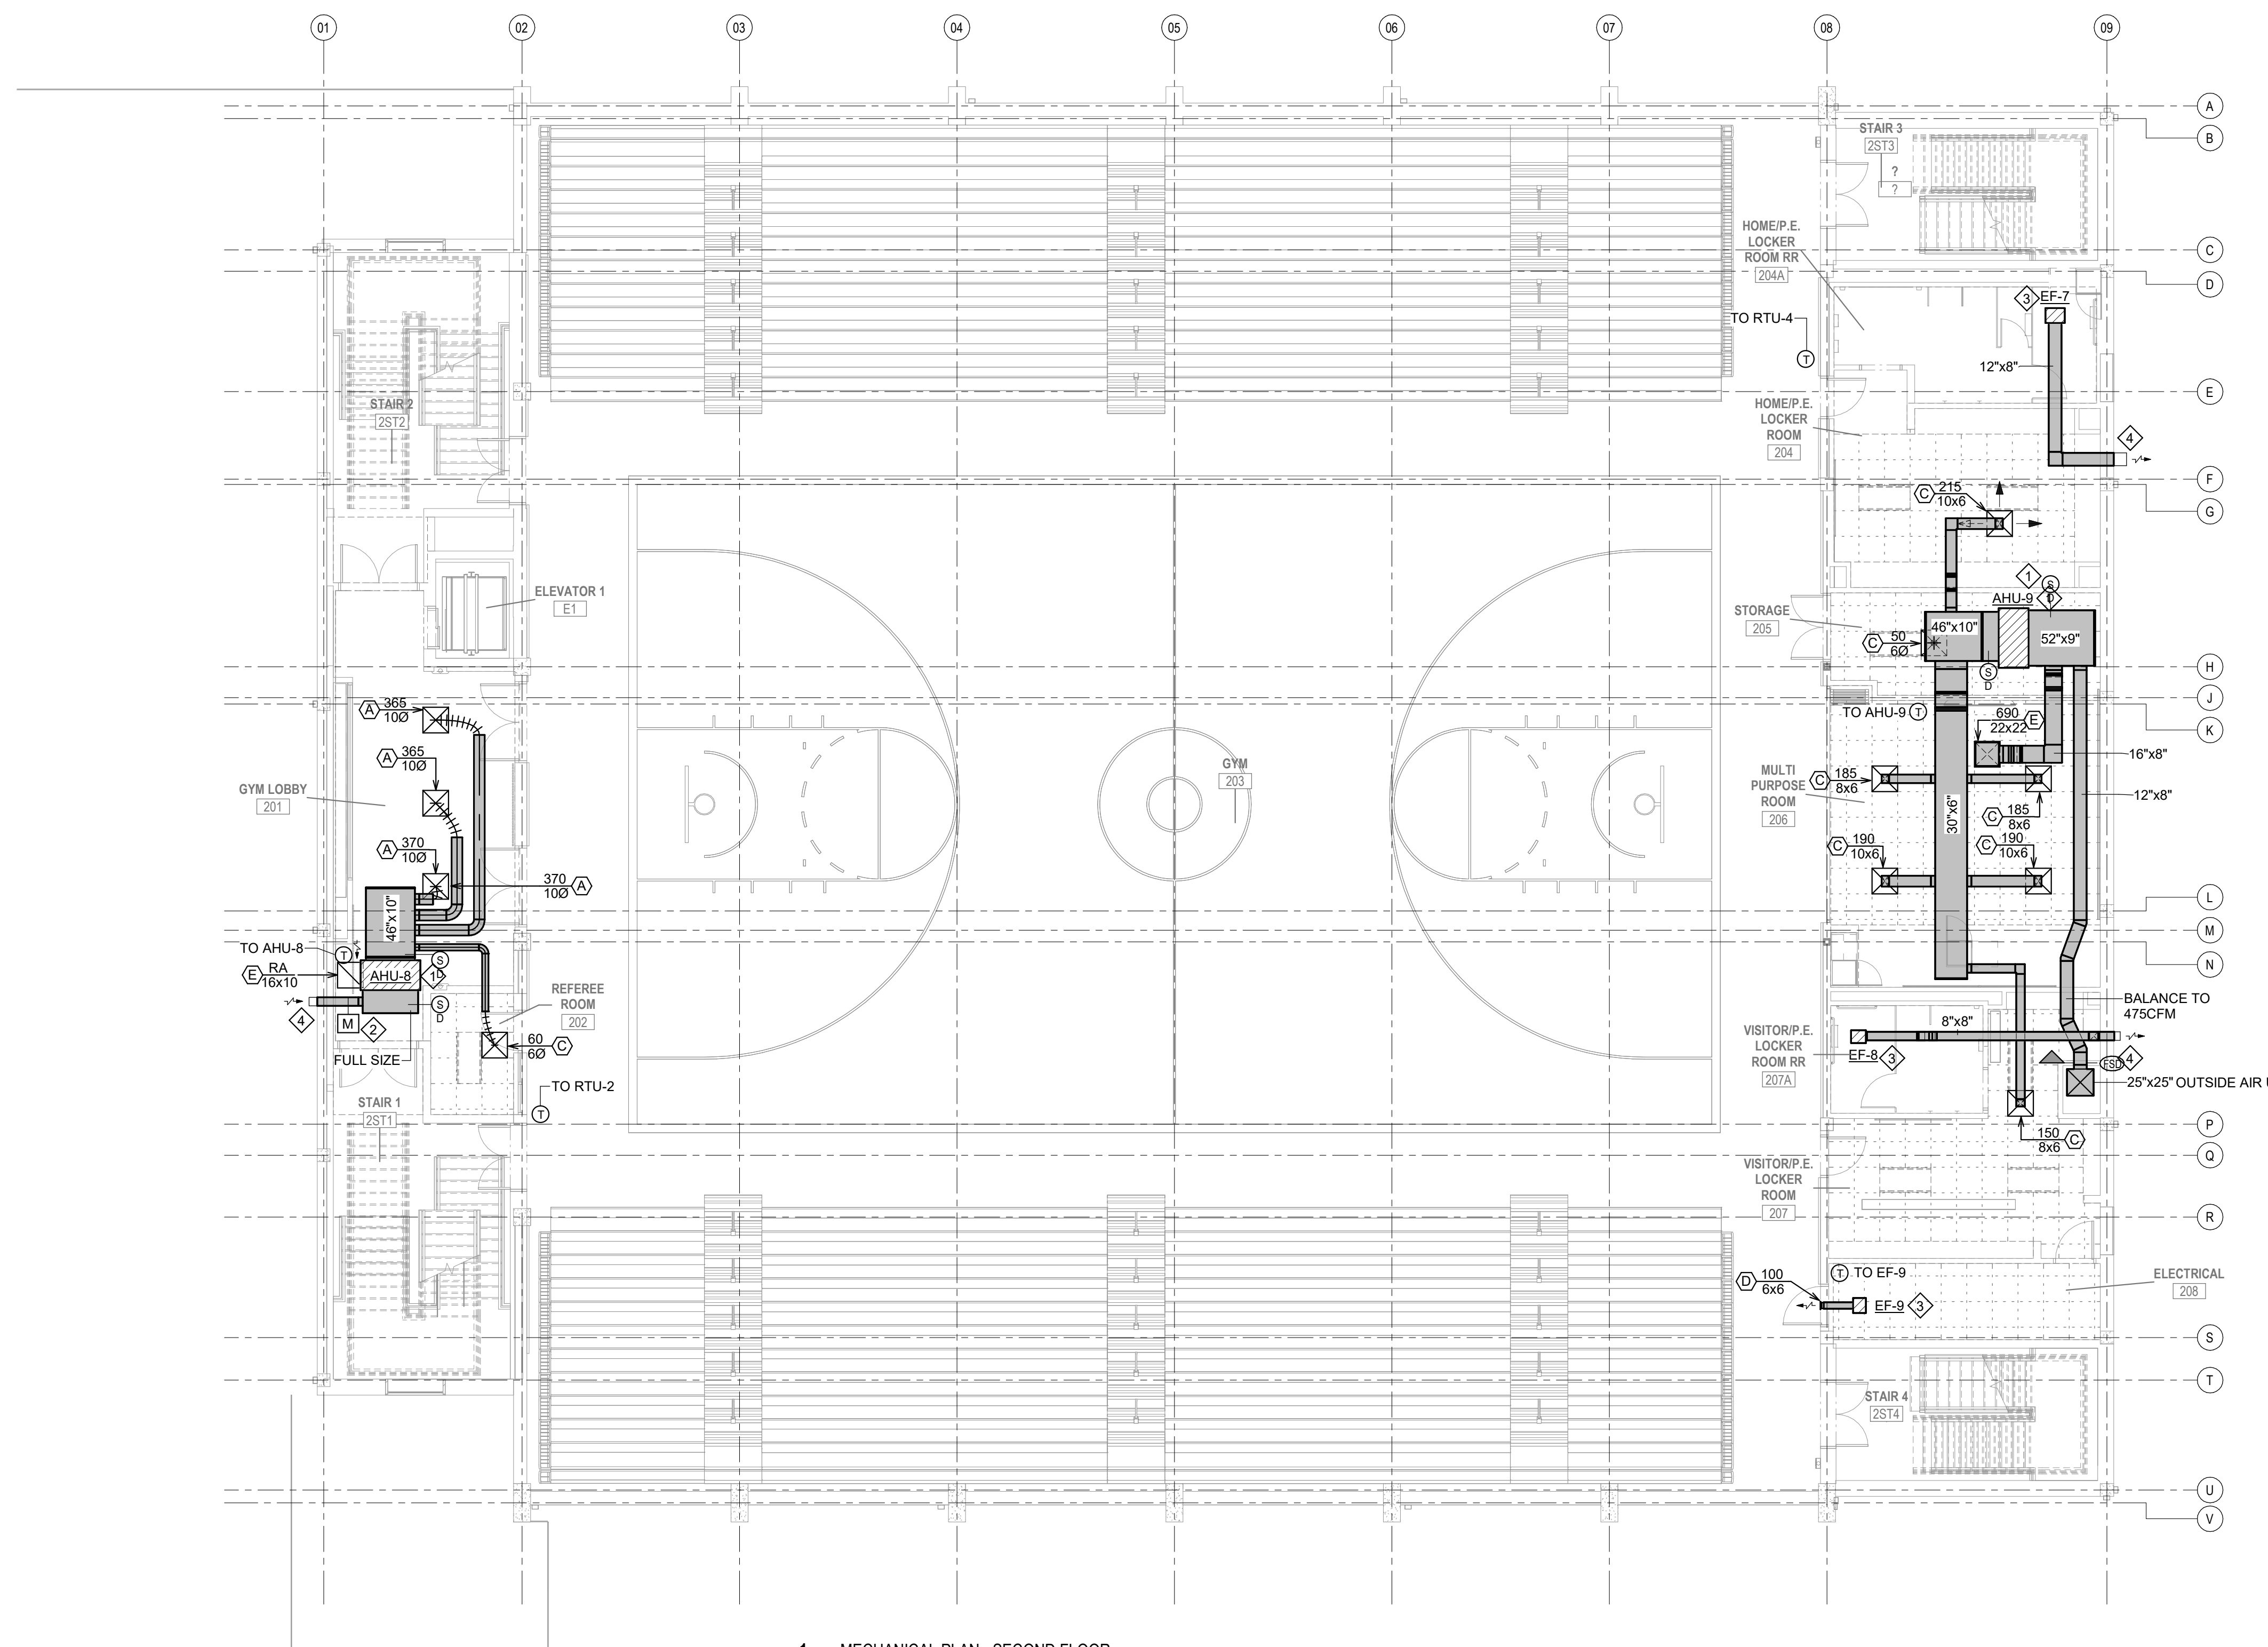 01
02
03
04
05
06
07
08
09
A
B
C
D
E
F
G
H
J
K
L
M
N
P
Q
R
S
T
U
V
STAIR 3
2ST3
?
?
HOME/P.E.
LOCKER
ROOM RR
204A
3
EF-7
TO RTU-4
T
12"x8"
HOME/P.E.
LOCKER
ROOM
204
4
STAIR 2
2ST2
C
215
10x6
ELEVATOR 1
E1
1
S
D
AHU-9
STORAGE
205
46"x10"
52"x9"
C
50
6Ø
S
D
TO AHU-9
T
690
22x22
E
16"x8"
A
365
10Ø
A
365
10Ø
GYM LOBBY
201
GYM
203
MULTI
PURPOSE
ROOM
206
C
185
8x6
12"x8"
30"x6"
C
185
8x6
A
370
10Ø
370
10Ø
A
C
190
10x6
C
190
10x6
46"x10"
TO AHU-8
T
E
RA
16x10
AHU-8
S
D
1
S
D
4
M
2
FULL SIZE
REFEREE
ROOM
202
60
6Ø
C
TO RTU-2
T
BALANCE TO
475CFM
8"x8"
VISITOR/P.E.
LOCKER
ROOM RR
207A
EF-8
3
FSD
4
25"x25" OUTSIDE AIR
150
8x6
C
STAIR 1
2ST1
VISITOR/P.E.
LOCKER
ROOM
207
T
TO EF-9
D
100
6x6
EF-9
3
ELECTRICAL
208
STAIR 4
2ST4
1
MECHANICAL PLAN - SECOND FLOOR